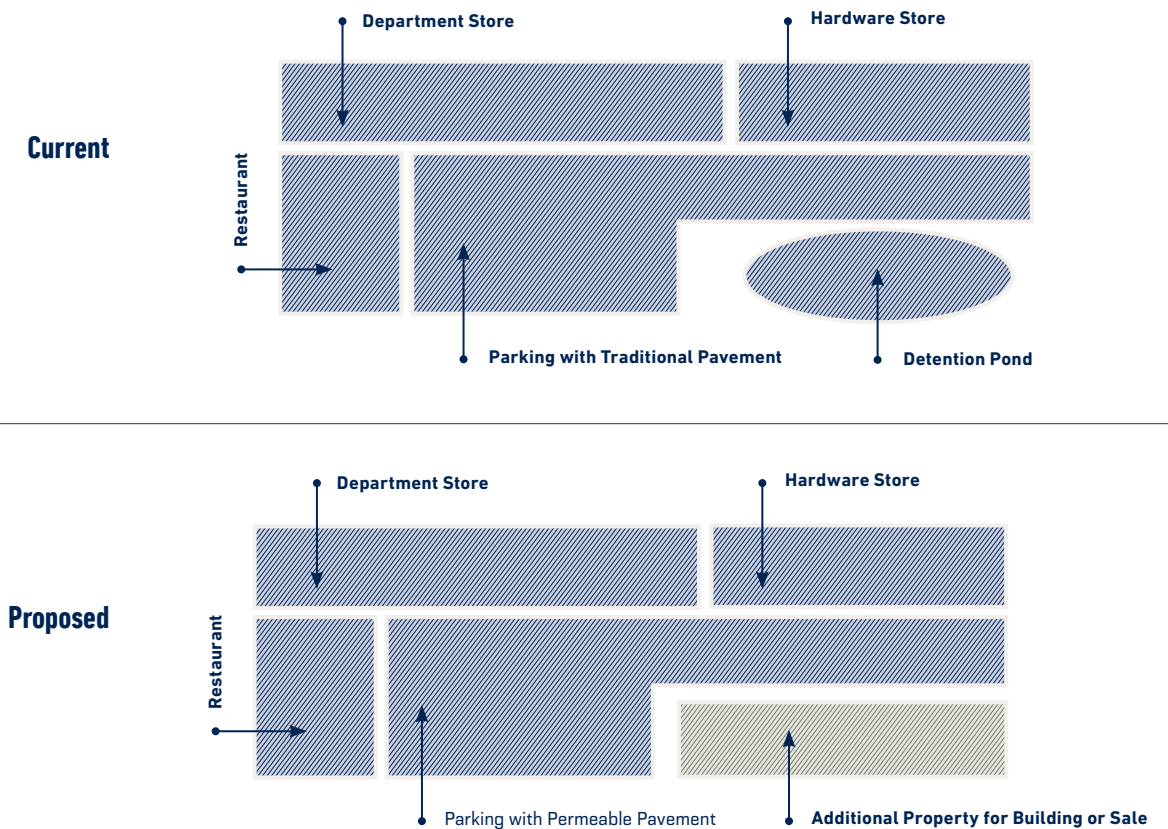 Department Store
Hardware Store
Current
Restaurant
Parking with Traditional Pavement
Detention Pond
Department Store
Hardware Store
Proposed
Restaurant
Parking with Permeable Pavement
Additional Property for Building or Sale